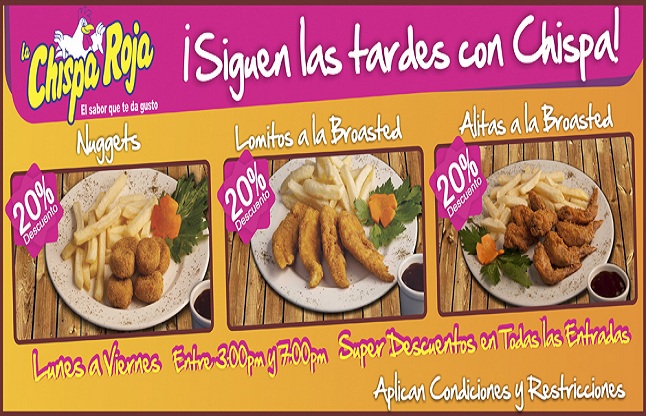 La
Chispa Roja
El sabor que te da gusto
¡Siguen las tardes con Chispa!
Nuggets
Lomitos a la Broasted
Alitas a la Broasted
20%
Descuento
20%
Descuento
20%
Descuento
Lunes a Viernes Entre 3:00pm y 7:00pm Super Descuentos en Todas las Entradas
Aplican Condiciones y Restricciones